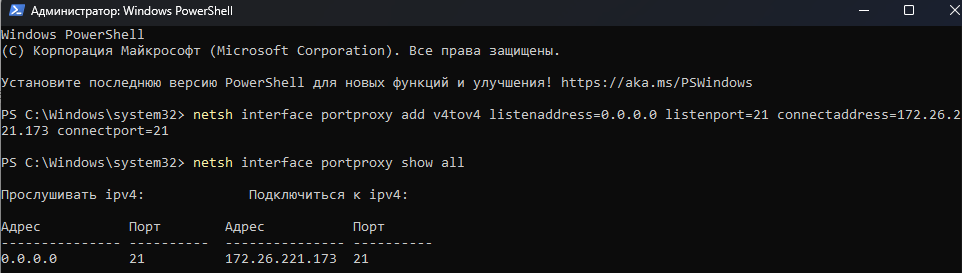 Администратор: Windows PowerShell
Windows PowerShell
(C) Корпорация Майкрософт (Microsoft Corporation). Все права защищены.
Установите последнюю версию PowerShell для новых функций и улучшения! https://aka.ms/PSWindows
PS C:\Windows\system32> netsh interface portproxy add v4tov4 listenaddress=0.0.0.0 listenport=21 connectaddress=172.26.2
21.173 connectport=21
PS C:\Windows\system32> netsh interface portproxy show all
Прослушивать ipv4:             Подключиться к ipv4:
Адрес           Порт        Адрес           Порт
--------------- ----------  --------------- ----------
0.0.0.0         21          172.26.221.173  21